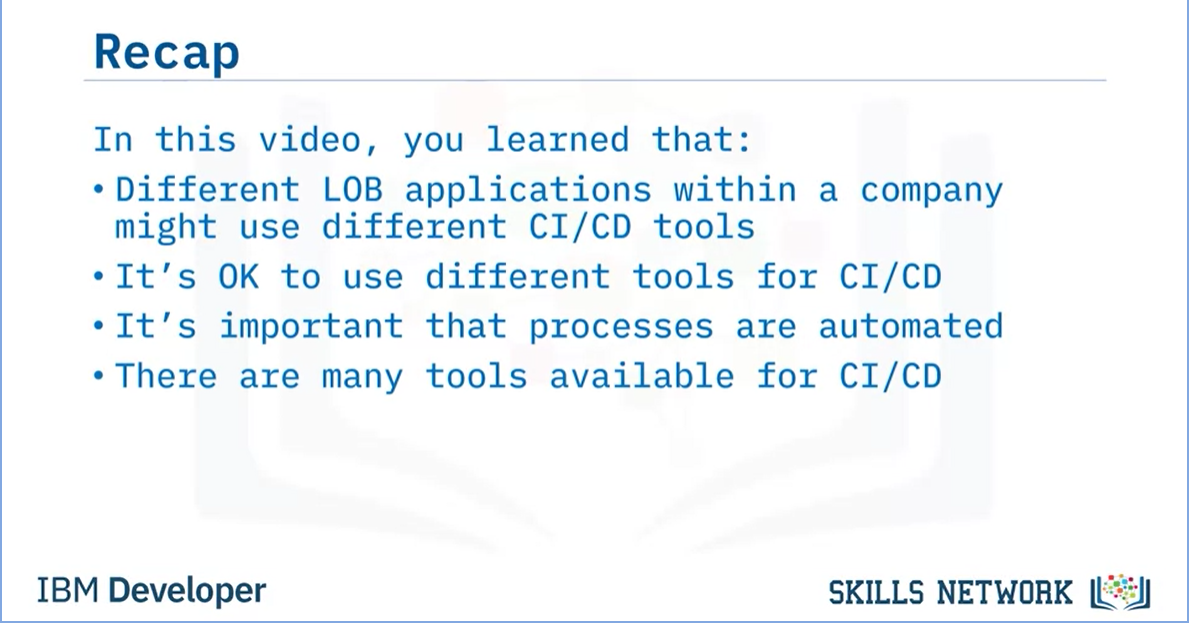 Recap
In this video, you learned that:
• Different LOB applications within a company
might use different CI/CD tools
• It’s OK to use different tools for CI/CD
• It’s important that processes are automated
• There are many tools available for CI/CD
IBM Developer
SKILLS NETWORK